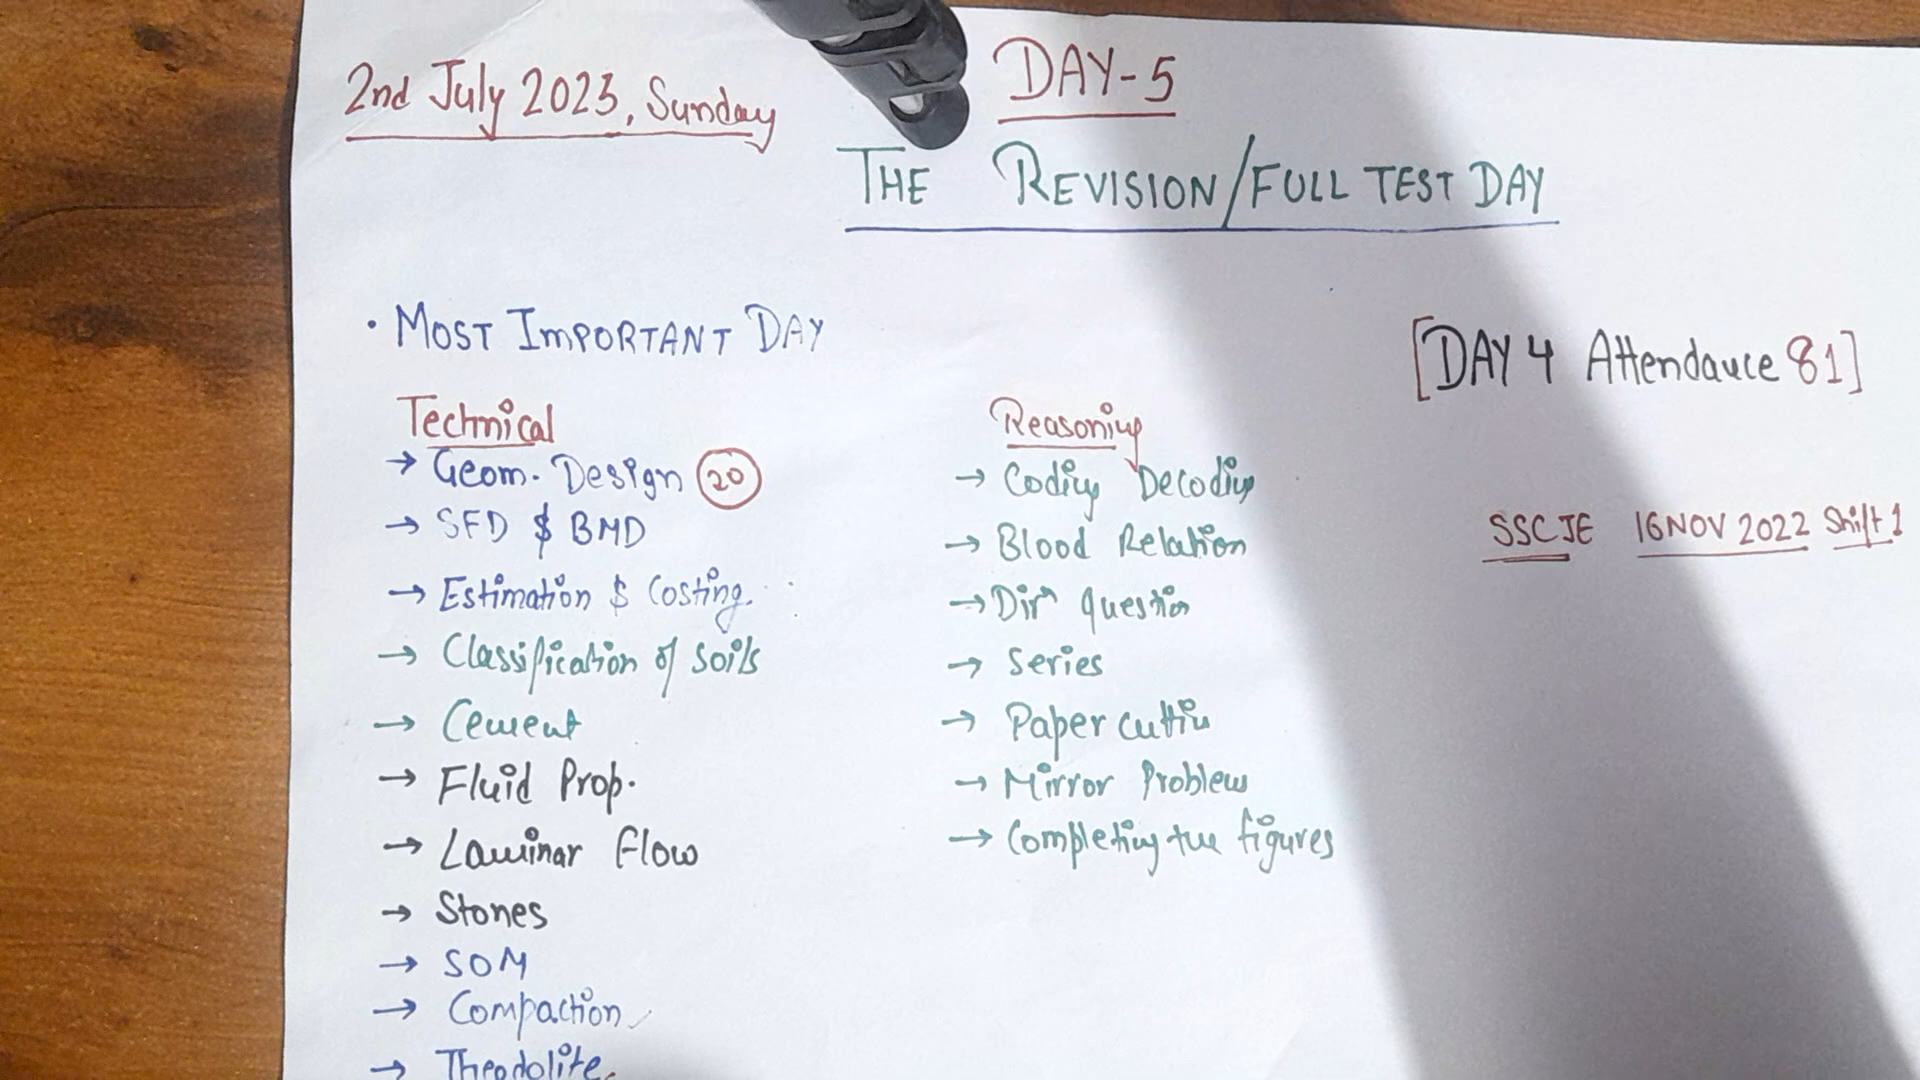 2nd July 2023, Sunday
DAY-5
THE REVISION/FULL TEST DAY
• MOST IMPORTANT DAY
[DAY 4 Attendance 81]
Technical
→ Geom. Design 20
→ SFD & BMD
→ Estimation & Costing.
→ Classification of Soils
→ Cement
→ Fluid Prop.
→ Laminar Flow
→ Stones
→ SOM
→ Compaction
→ Theodolite
Reasoning
→ Coding Decoding
→ Blood Relation
→ Dirⁿ question
→ Series
→ Paper cuttin
→ Mirror Problem
→ Completing the figures
SSC JE 16 NOV 2022 Shift 1